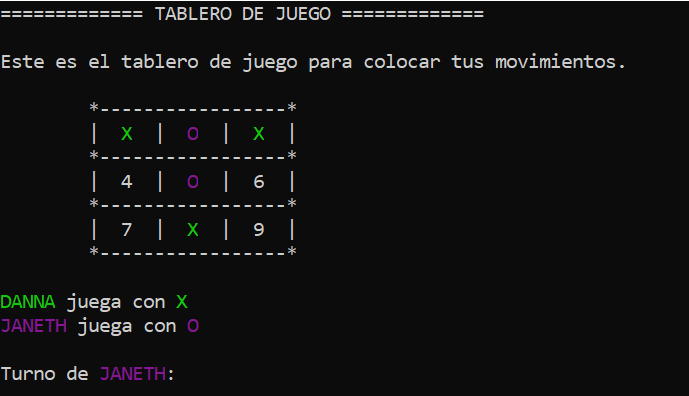 ============= TABLERO DE JUEGO =============
Este es el tablero de juego para colocar tus movimientos.
*-----------------*
|  X  |  O  |  X  |
*-----------------*
|  4  |  O  |  6  |
*-----------------*
|  7  |  X  |  9  |
*-----------------*
DANNA juega con X
JANETH juega con O
Turno de JANETH: